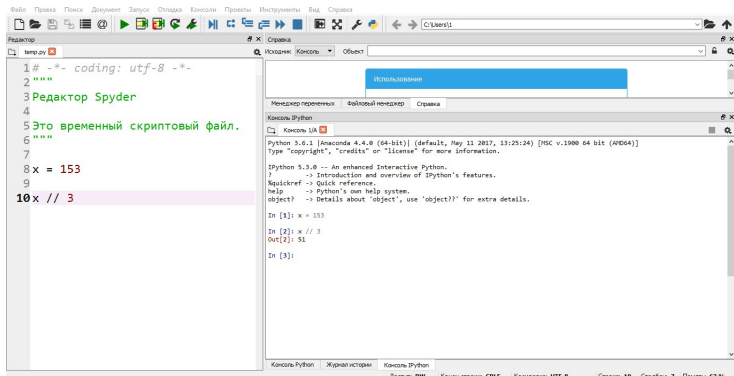 Файл Правка Поиск Документ Запуск Отладка Консоли Проекты Инструменты Вид Справка
C:\Users\1
Редактор
temp.py
1 # -*- coding: utf-8 -*-
2 """
3 Редактор Spyder
4
5 Это временный скриптовый файл.
6 """
7
8 x = 153
9
10 x // 3
Справка
Исходник Консоль Объект
Использование
Менеджер переменных Файловый менеджер Справка
Консоль IPython
Консоль 1/A
Python 3.6.1 |Anaconda 4.4.0 (64-bit)| (default, May 11 2017, 13:25:24) [MSC v.1900 64 bit (AMD64)]
Type "copyright", "credits" or "license" for more information.
IPython 5.3.0 -- An enhanced Interactive Python.
? -> Introduction and overview of IPython's features.
%quickref -> Quick reference.
help -> Python's own help system.
object? -> Details about 'object', use 'object??' for extra details.
In [1]: x = 153
In [2]: x // 3
Out[2]: 51
In [3]:
Консоль Python Журнал истории Консоль IPython